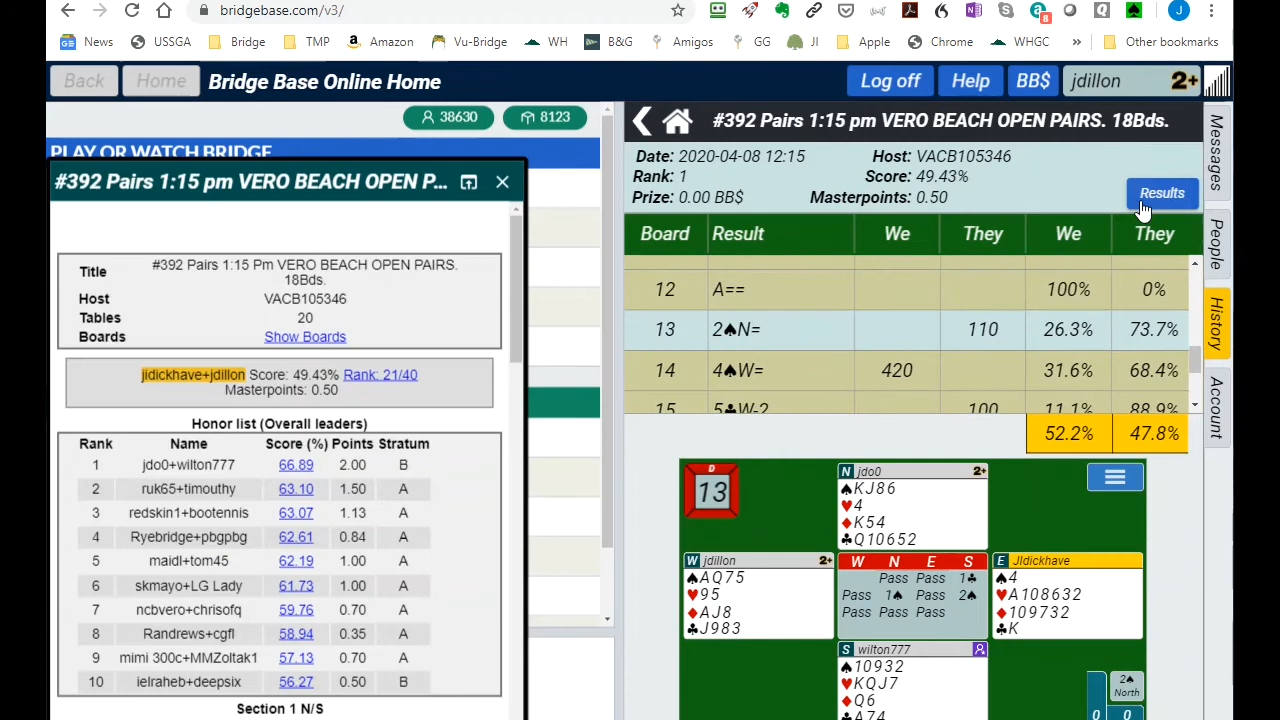 bridgebase.com/v3/
8
J
News USSGA Bridge TMP Amazon Vu-Bridge WH B&G Amigos GG JI Apple Chrome WHGC » Other bookmarks
Back Home Bridge Base Online Home Log off Help BB$ jdillon 2+
38630 8123
PLAY OR WATCH BRIDGE
#392 Pairs 1:15 pm VERO BEACH OPEN P...
Title #392 Pairs 1:15 Pm VERO BEACH OPEN PAIRS.
18Bds.
Host VACB105346
Tables 20
Boards Show Boards
jidickhave+jdillon Score: 49.43% Rank: 21/40
Masterpoints: 0.50
Honor list (Overall leaders)
Rank Name Score (%) Points Stratum
1 jdo0+wilton777 66.89 2.00 B
2 ruk65+timouthy 63.10 1.50 A
3 redskin1+bootennis 63.07 1.13 A
4 Ryebridge+pbgpbg 62.61 0.84 A
5 maidl+tom45 62.19 1.00 A
6 skmayo+LG Lady 61.73 1.00 A
7 ncbvero+chrisofq 59.76 0.70 A
8 Randrews+cgfl 58.94 0.35 A
9 mimi 300c+MMZoltak1 57.13 0.70 A
10 ielraheb+deepsix 56.27 0.50 B
Section 1 N/S
#392 Pairs 1:15 pm VERO BEACH OPEN PAIRS. 18Bds.
Date: 2020-04-08 12:15 Host: VACB105346
Rank: 1 Score: 49.43%
Prize: 0.00 BB$ Masterpoints: 0.50
Results
Board Result We They We They
12 A== 100% 0%
13 2♠N= 110 26.3% 73.7%
14 4♠W= 420 31.6% 68.4%
15 5♣W-2 100 11.1% 88.9%
52.2% 47.8%
D
13
N jdo0 2+
♠KJ86
♥4
♦K54
♣Q10652
W jdillon 2+
♠AQ75
♥95
♦AJ8
♣J983
W N E S
Pass Pass 1♣
Pass 1♠ Pass 2♠
Pass Pass Pass
E JIdickhave
♠4
♥A108632
♦109732
♣K
S wilton777
♠10932
♥KQJ7
♦Q6
♣A74
2♠
North
0 0
Messages
People
History
Account